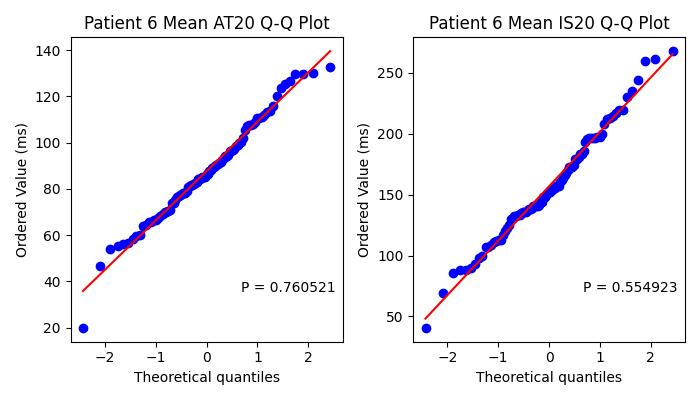 Patient 6 Mean AT20 Q-Q Plot
Ordered Value (ms)
140
120
100
80
60
40
20
P = 0.760521
−2 −1 0 1 2
Theoretical quantiles
Patient 6 Mean IS20 Q-Q Plot
Ordered Value (ms)
250
200
150
100
50
P = 0.554923
−2 −1 0 1 2
Theoretical quantiles